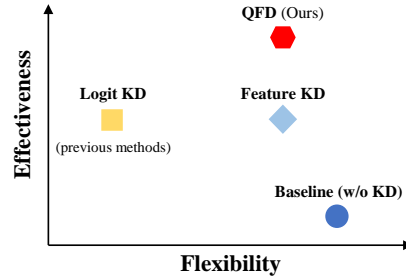 QFD (Ours)
Logit KD
Feature KD
(previous methods)
Baseline (w/o KD)
Effectiveness
Flexibility